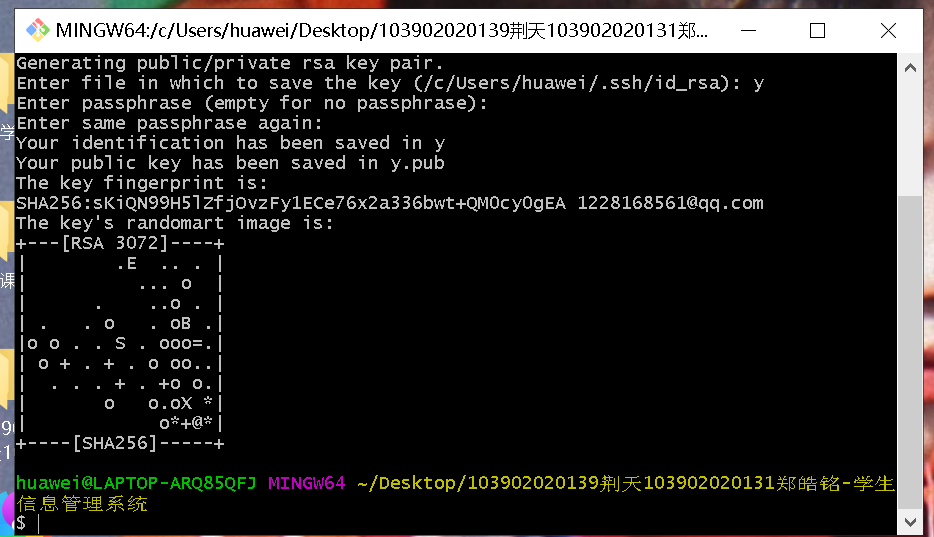 MINGW64:/c/Users/huawei/Desktop/103902020139荆天103902020131郑...
Generating public/private rsa key pair.
Enter file in which to save the key (/c/Users/huawei/.ssh/id_rsa): y
Enter passphrase (empty for no passphrase):
Enter same passphrase again:
Your identification has been saved in y
Your public key has been saved in y.pub
The key fingerprint is:
SHA256:sKiQN99H5lZfjOvzFy1ECe76x2a336bwt+QM0cy0gEA 1228168561@qq.com
The key's randomart image is:
+---[RSA 3072]----+
|        .E  .. . |
|          ... o  |
|      .    ..o . |
| .   . o   . oB .|
|o o . . S . ooo=.|
| o + . + . o oo..|
|  . . . + . +o o.|
|       o   o.oX *|
|            o*+@*|
+----[SHA256]-----+
huawei@LAPTOP-ARQ85QFJ MINGW64 ~/Desktop/103902020139荆天103902020131郑皓铭-学生
信息管理系统
$
学
课